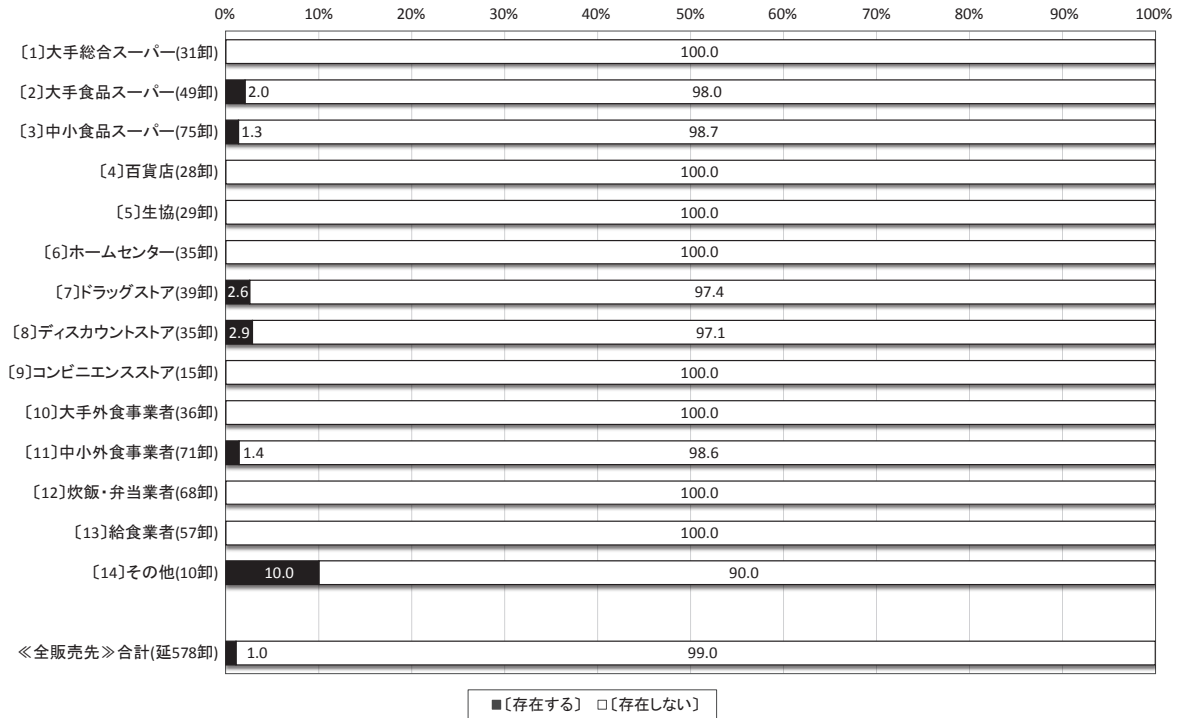 0% 10% 20% 30% 40% 50% 60% 70% 80% 90% 100%
〔1〕大手総合スーパー(31卸) 100.0
〔2〕大手食品スーパー(49卸) 2.0 98.0
〔3〕中小食品スーパー(75卸) 1.3 98.7
〔4〕百貨店(28卸) 100.0
〔5〕生協(29卸) 100.0
〔6〕ホームセンター(35卸) 100.0
〔7〕ドラッグストア(39卸) 2.6 97.4
〔8〕ディスカウントストア(35卸) 2.9 97.1
〔9〕コンビニエンスストア(15卸) 100.0
〔10〕大手外食事業者(36卸) 100.0
〔11〕中小外食事業者(71卸) 1.4 98.6
〔12〕炊飯・弁当業者(68卸) 100.0
〔13〕給食業者(57卸) 100.0
〔14〕その他(10卸) 10.0 90.0
≪全販売先≫合計(延578卸) 1.0 99.0
■〔存在する〕 □〔存在しない〕